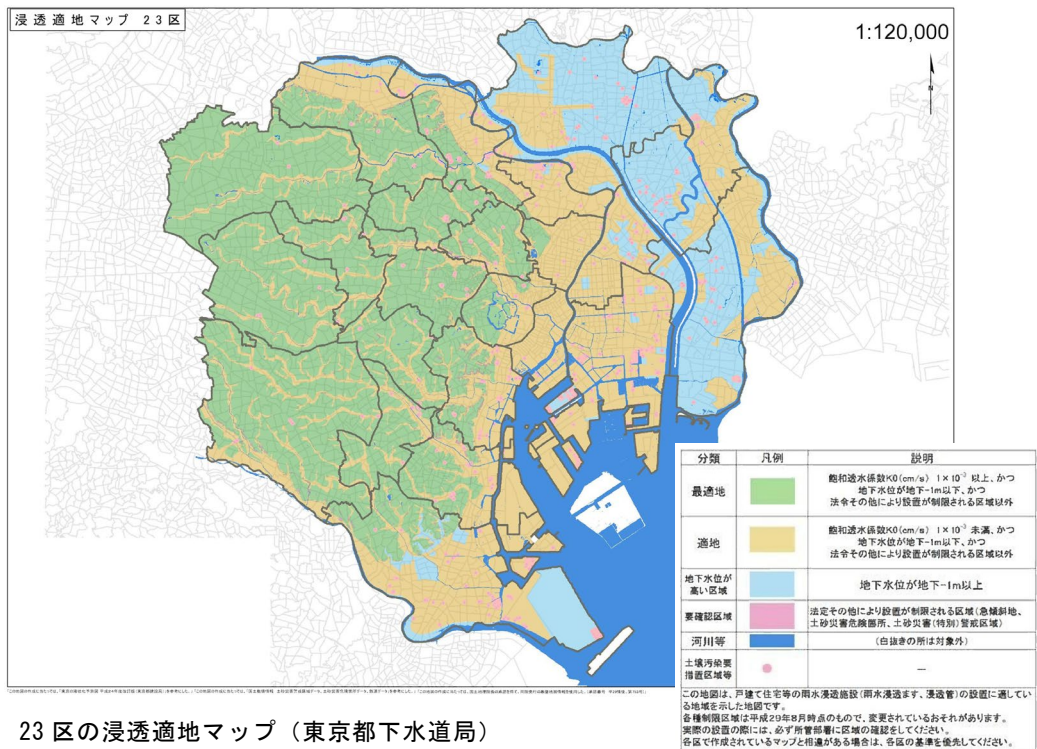 浸透適地マップ 23区
1:120,000
N
分類 凡例 説明
最適地
飽和透水係数K0(cm/s) 1×10⁻³ 以上、かつ
地下水位が地下-1m以下、かつ
法令その他により設置が制限される区域以外
適地
飽和透水係数K0(cm/s) 1×10⁻³ 未満、かつ
地下水位が地下-1m以下、かつ
法令その他により設置が制限される区域以外
地下水位が
高い区域
地下水位が地下-1m以上
要確認区域
法定その他により設置が制限される区域(急傾斜地、
土砂災害危険箇所、土砂災害(特別)警戒区域)
河川等
(白抜きの所は対象外)
土壌汚染要
措置区域等
―
この地図は、戸建て住宅等の雨水浸透施設(雨水浸透ます、浸透管)の設置に適してい
る地域を示した地図です。
各種制限区域は平成29年8月時点のもので、変更されているおそれがあります。
実際の設置の際には、必ず所管部署に区域の確認をしてください。
各区で作成されているマップと相違がある場合は、各区の基準を優先してください。
23区の浸透適地マップ(東京都下水道局)